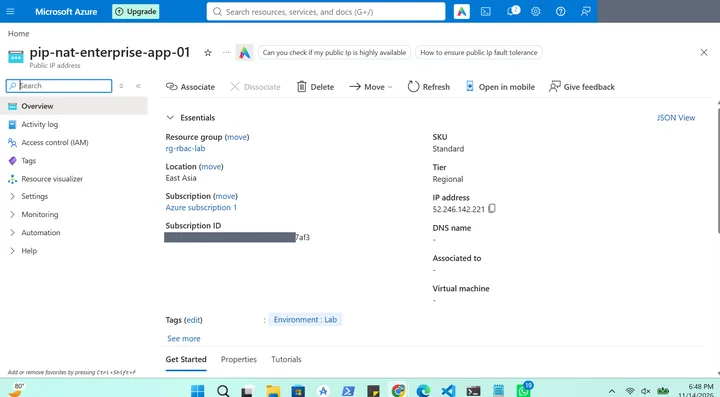 Microsoft Azure
Upgrade
Search resources, services, and docs (G+/)
2
Home
pip-nat-enterprise-app-01
Public IP address
Can you check if my public Ip is highly available
How to ensure public IP fault tolerance
Search
Overview
Activity log
Access control (IAM)
Tags
Resource visualizer
Settings
Monitoring
Automation
Help
Add or remove favorites by pressing Ctrl+Shift+F
Associate
Dissociate
Delete
Move
Refresh
Open in mobile
Give feedback
Essentials
JSON View
Resource group (move)
rg-rbac-lab
Location (move)
East Asia
Subscription (move)
Azure subscription 1
Subscription ID
7af3
SKU
Standard
Tier
Regional
IP address
52.246.142.221
DNS name
-
Associated to
-
Virtual machine
-
Tags (edit)
: Environment : Lab
See more
Get Started
Properties
Tutorials
80°
19
6:48 PM
11/14/2026